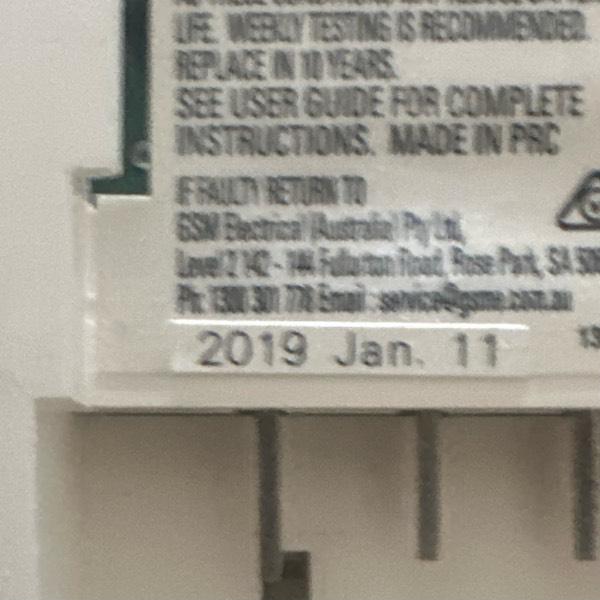 LIFE. WEEKLY TESTING IS RECOMMENDED.
REPLACE IN 10 YEARS.
SEE USER GUIDE FOR COMPLETE
INSTRUCTIONS. MADE IN PRC
IF FAULTY RETURN TO
GSM Electrical (Australia) Pty Ltd,
Level 2 142 - 144 Fullarton Road, Rose Park, SA
Ph: 1300 301 778 Email : service@gsme.com.au
2019 Jan. 11
13